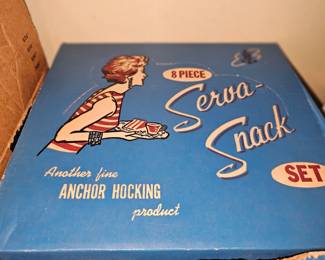 8 PIECE
Serva-
Snack
SET
Another fine
ANCHOR HOCKING
product